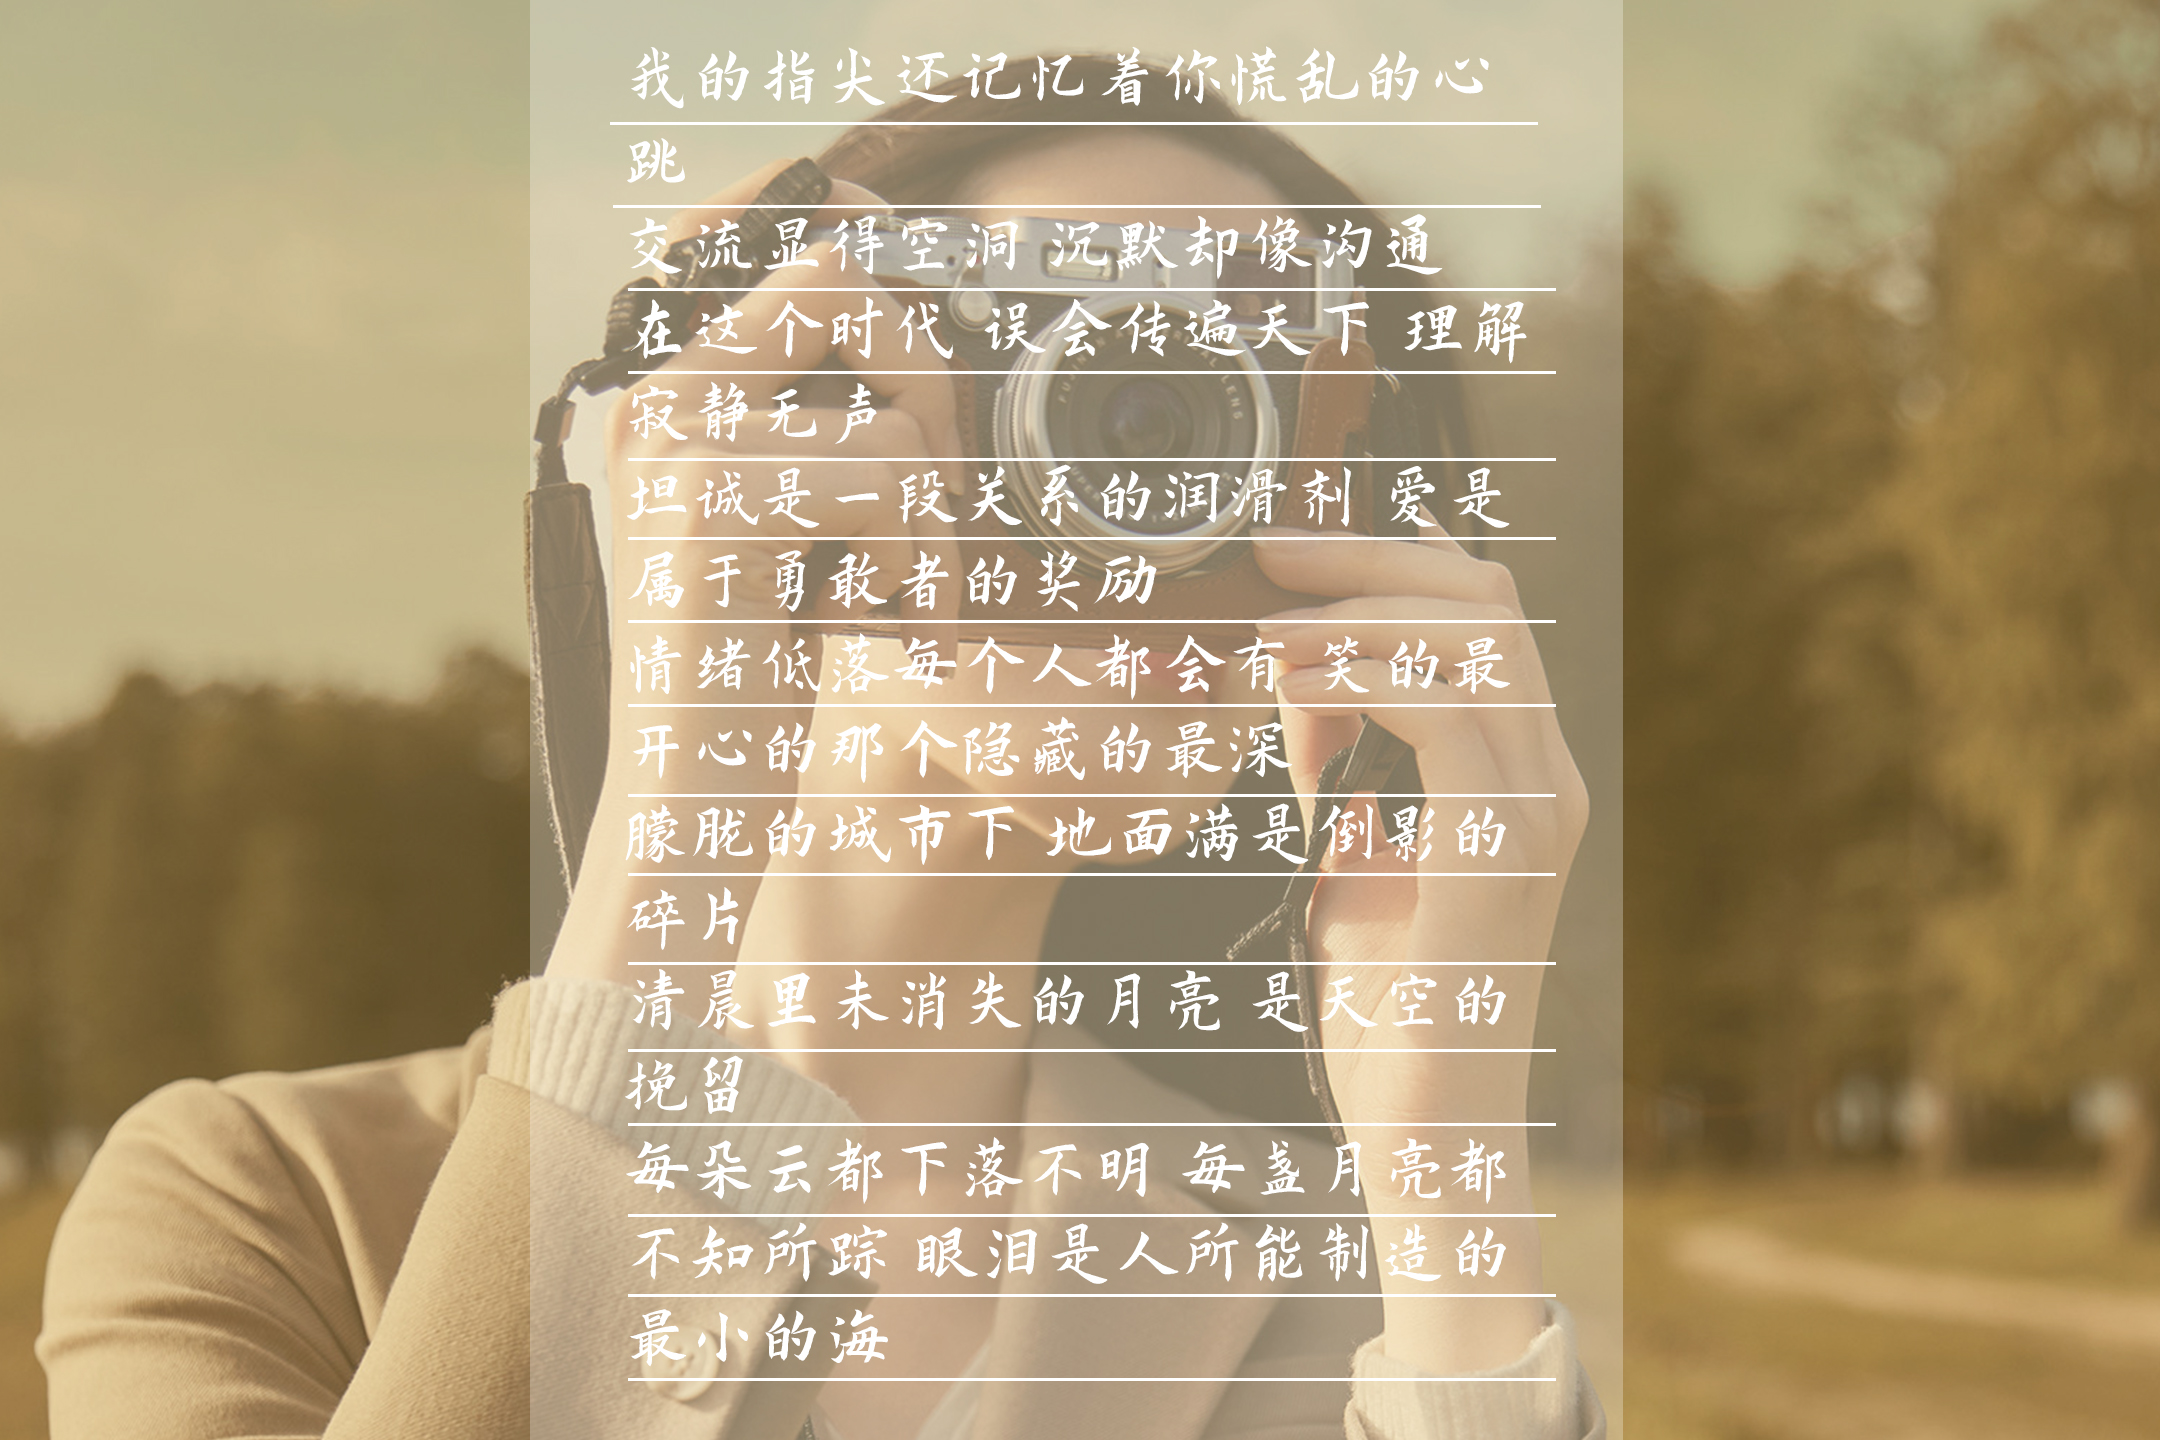 我的指尖还记忆着你慌乱的心
跳
交流显得空洞 沉默却像沟通
在这个时代 误会传遍天下 理解
寂静无声
坦诚是一段关系的润滑剂 爱是
属于勇敢者的奖励
情绪低落每个人都会有 笑的最
开心的那个隐藏的最深
朦胧的城市下 地面满是倒影的
碎片
清晨里未消失的月亮 是天空的
挽留
每朵云都下落不明 每盏月亮都
不知所踪 眼泪是人所能制造的
最小的海